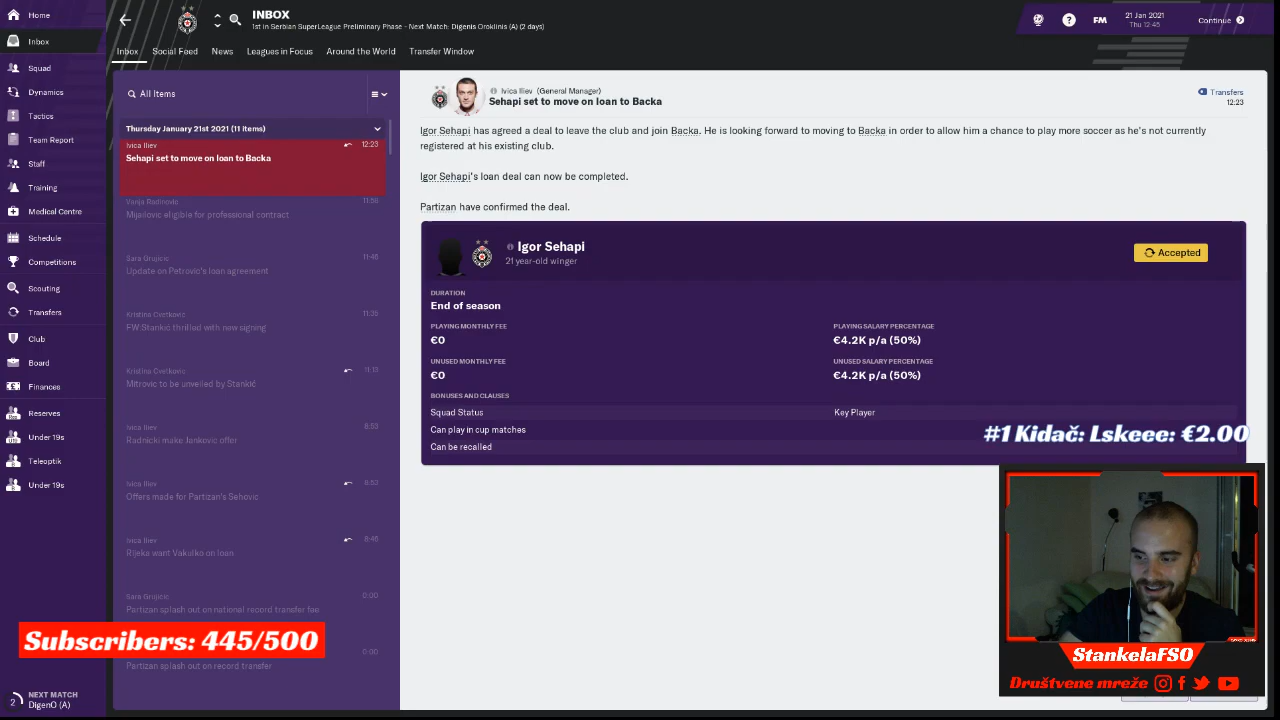 Home
INBOX
1st in Serbian SuperLeague Preliminary Phase - Next Match: Digenis Oroklinis (A) (2 days)
FM
21 Jan 2021
Thu 12:45
Continue
Inbox
Squad
Dynamics
Tactics
Team Report
Staff
Training
Medical Centre
Schedule
Competitions
Scouting
Transfers
Club
Board
Finances
Reserves
Under 19s
Teleoptik
Under 19s
NEXT MATCH
DigenO (A)
Inbox
Social Feed
News
Leagues in Focus
Around the World
Transfer Window
All Items
Thursday January 21st 2021 (11 Items)
Ivica Iliev
12:23
Sehapi set to move on loan to Backa
Vanja Radinovic
11:56
Mijailovic eligible for professional contract
Sara Grujicic
11:46
Update on Petrovic's loan agreement
Kristina Cvetkovic
11:35
FW:Stankić thrilled with new signing
Kristina Cvetkovic
11:13
Mitrovic to be unveiled by Stankić
Ivica Iliev
8:53
Radnicki make Jankovic offer
Ivica Iliev
8:53
Offers made for Partizan's Sehovic
Ivica Iliev
8:46
Rijeka want Vakulko on loan
Sara Grujicic
0:00
Partizan splash out on national record transfer fee
0:00
Partizan splash out on record transfer
Ivica Iliev (General Manager)
Sehapi set to move on loan to Backa
Transfers
12:23
Igor Sehapi has agreed a deal to leave the club and join Backa. He is looking forward to moving to Backa in order to allow him a chance to play more soccer as he's not currently
registered at his existing club.
Igor Sehapi's loan deal can now be completed.
Partizan have confirmed the deal.
Igor Sehapi
21 year-old winger
Accepted
DURATION
End of season
PLAYING MONTHLY FEE
€0
PLAYING SALARY PERCENTAGE
€4.2K p/a (50%)
UNUSED MONTHLY FEE
€0
UNUSED SALARY PERCENTAGE
€4.2K p/a (50%)
BONUSES AND CLAUSES
Squad Status
Key Player
Can play in cup matches
Can be recalled
#1 Kidač: Lskeee: €2.00
Subscribers: 445/500
StankelaFSO
Društvene mreže